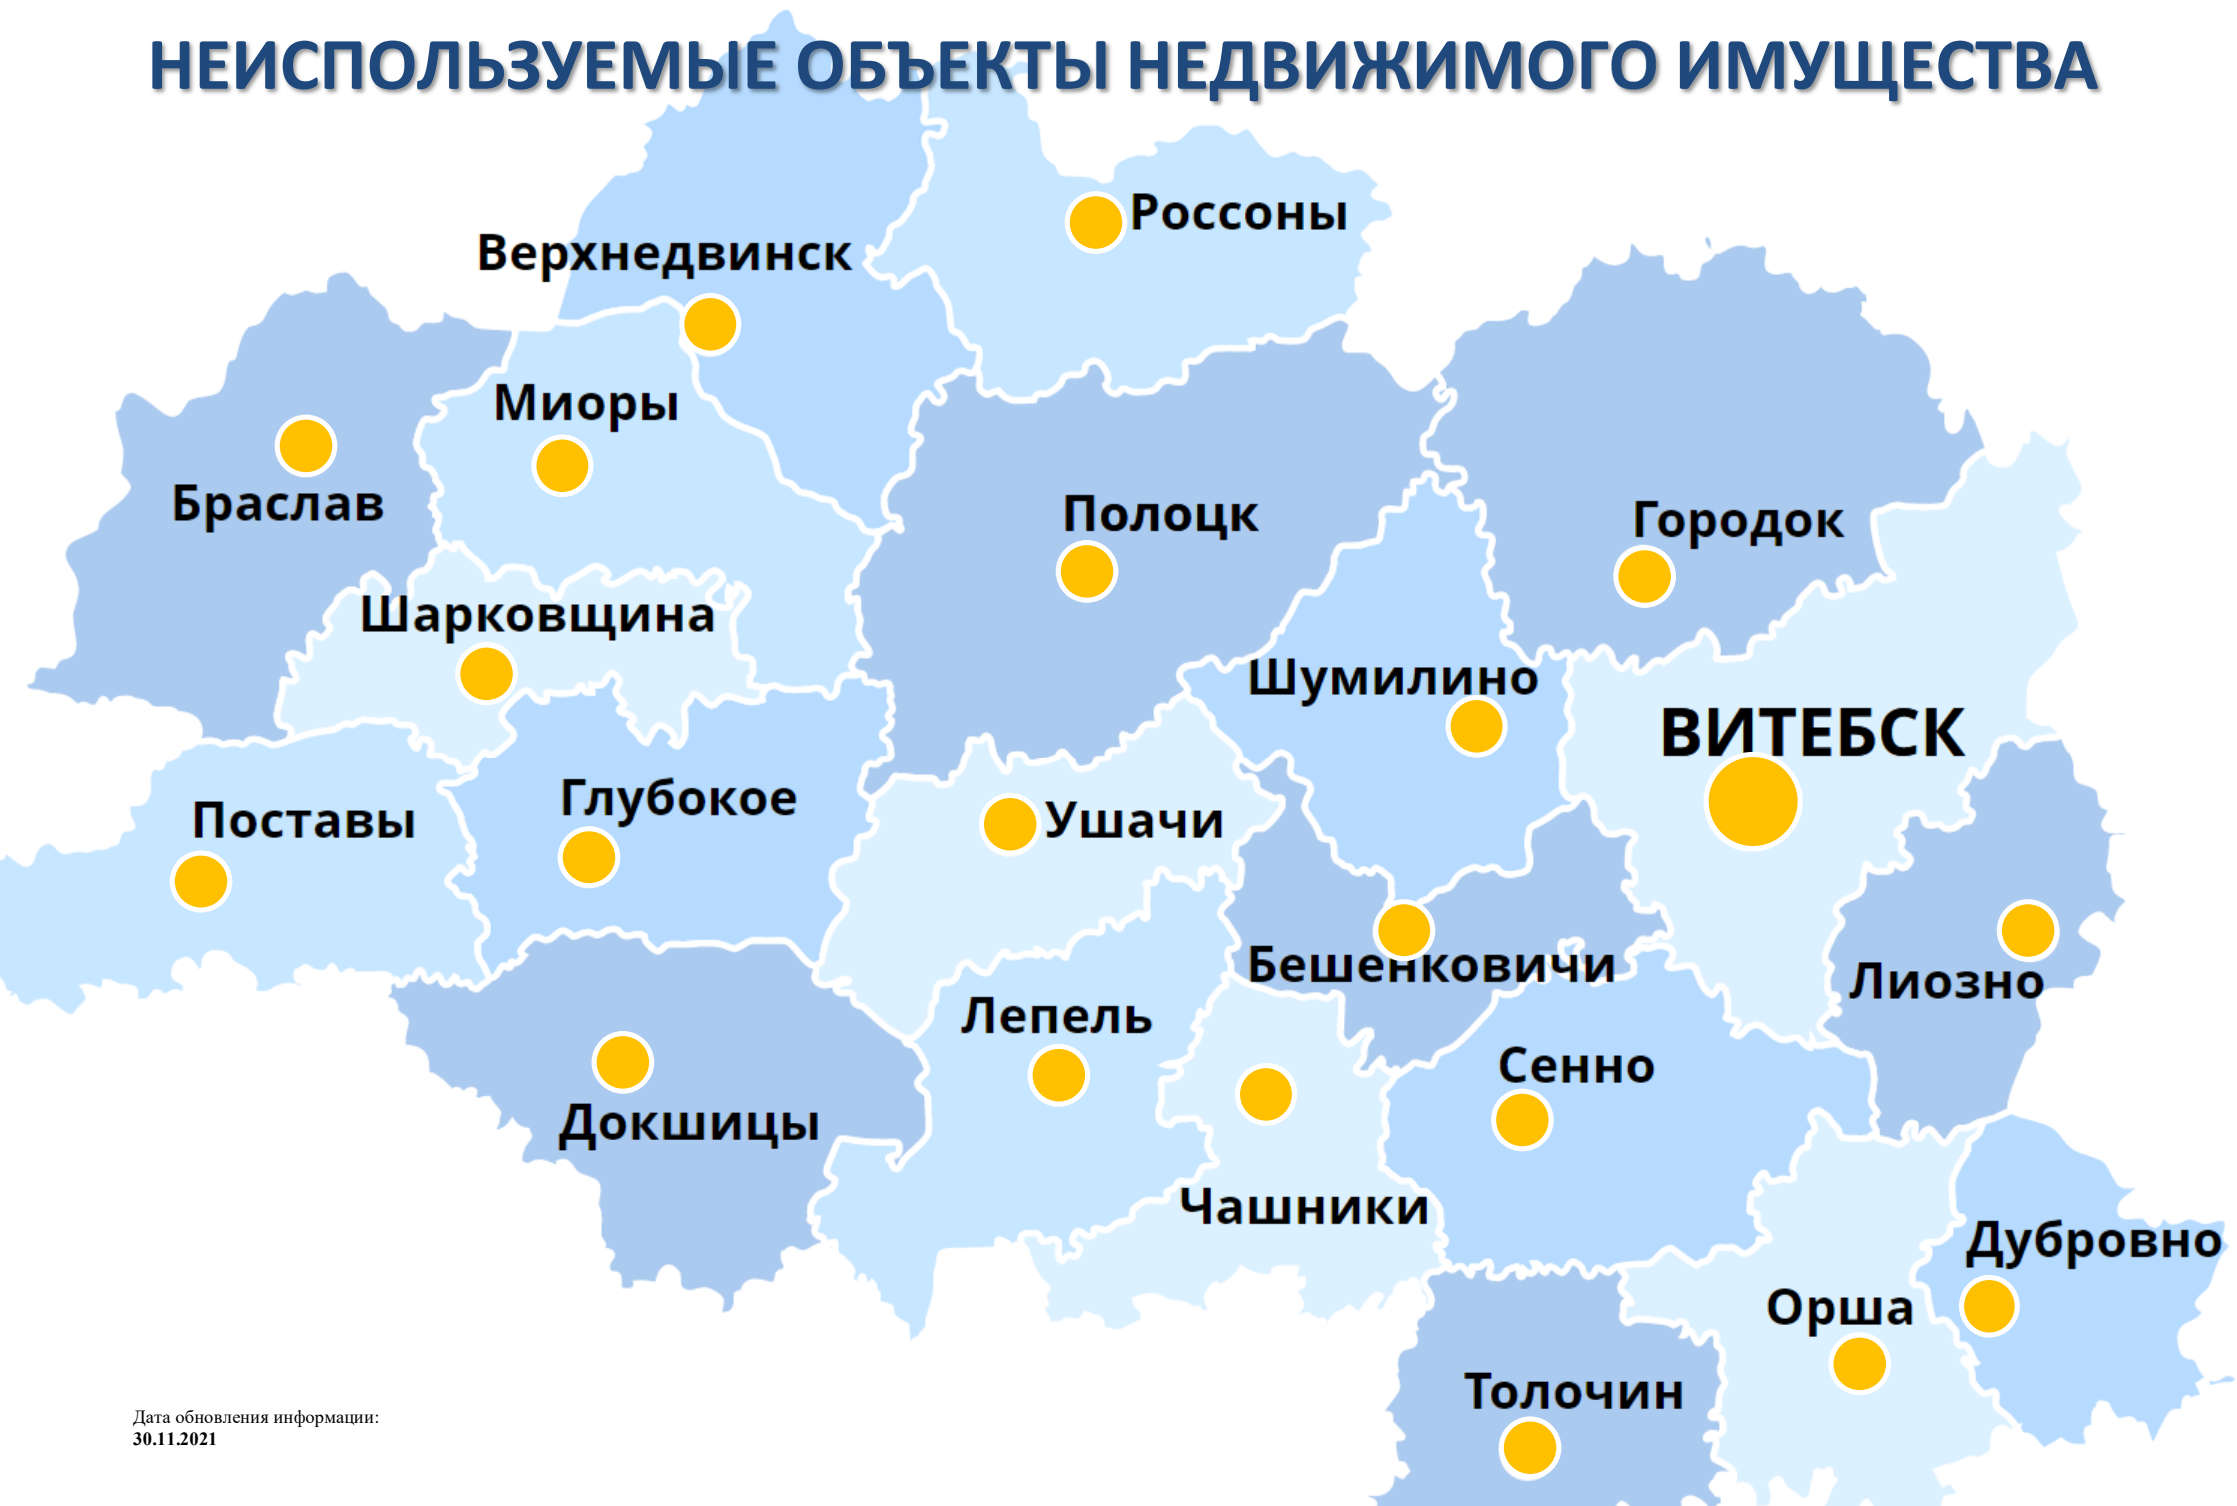 НЕИСПОЛЬЗУЕМЫЕ ОБЪЕКТЫ НЕДВИЖИМОГО ИМУЩЕСТВА
Россоны
Верхнедвинск
Миоры
Браслав
Полоцк
Городок
Шарковщина
Шумилино
ВИТЕБСК
Глубокое
Поставы
Ушачи
Бешенковичи
Лиозно
Лепель
Сенно
Докшицы
Чашники
Дубровно
Орша
Толочин
Дата обновления информации:
30.11.2021